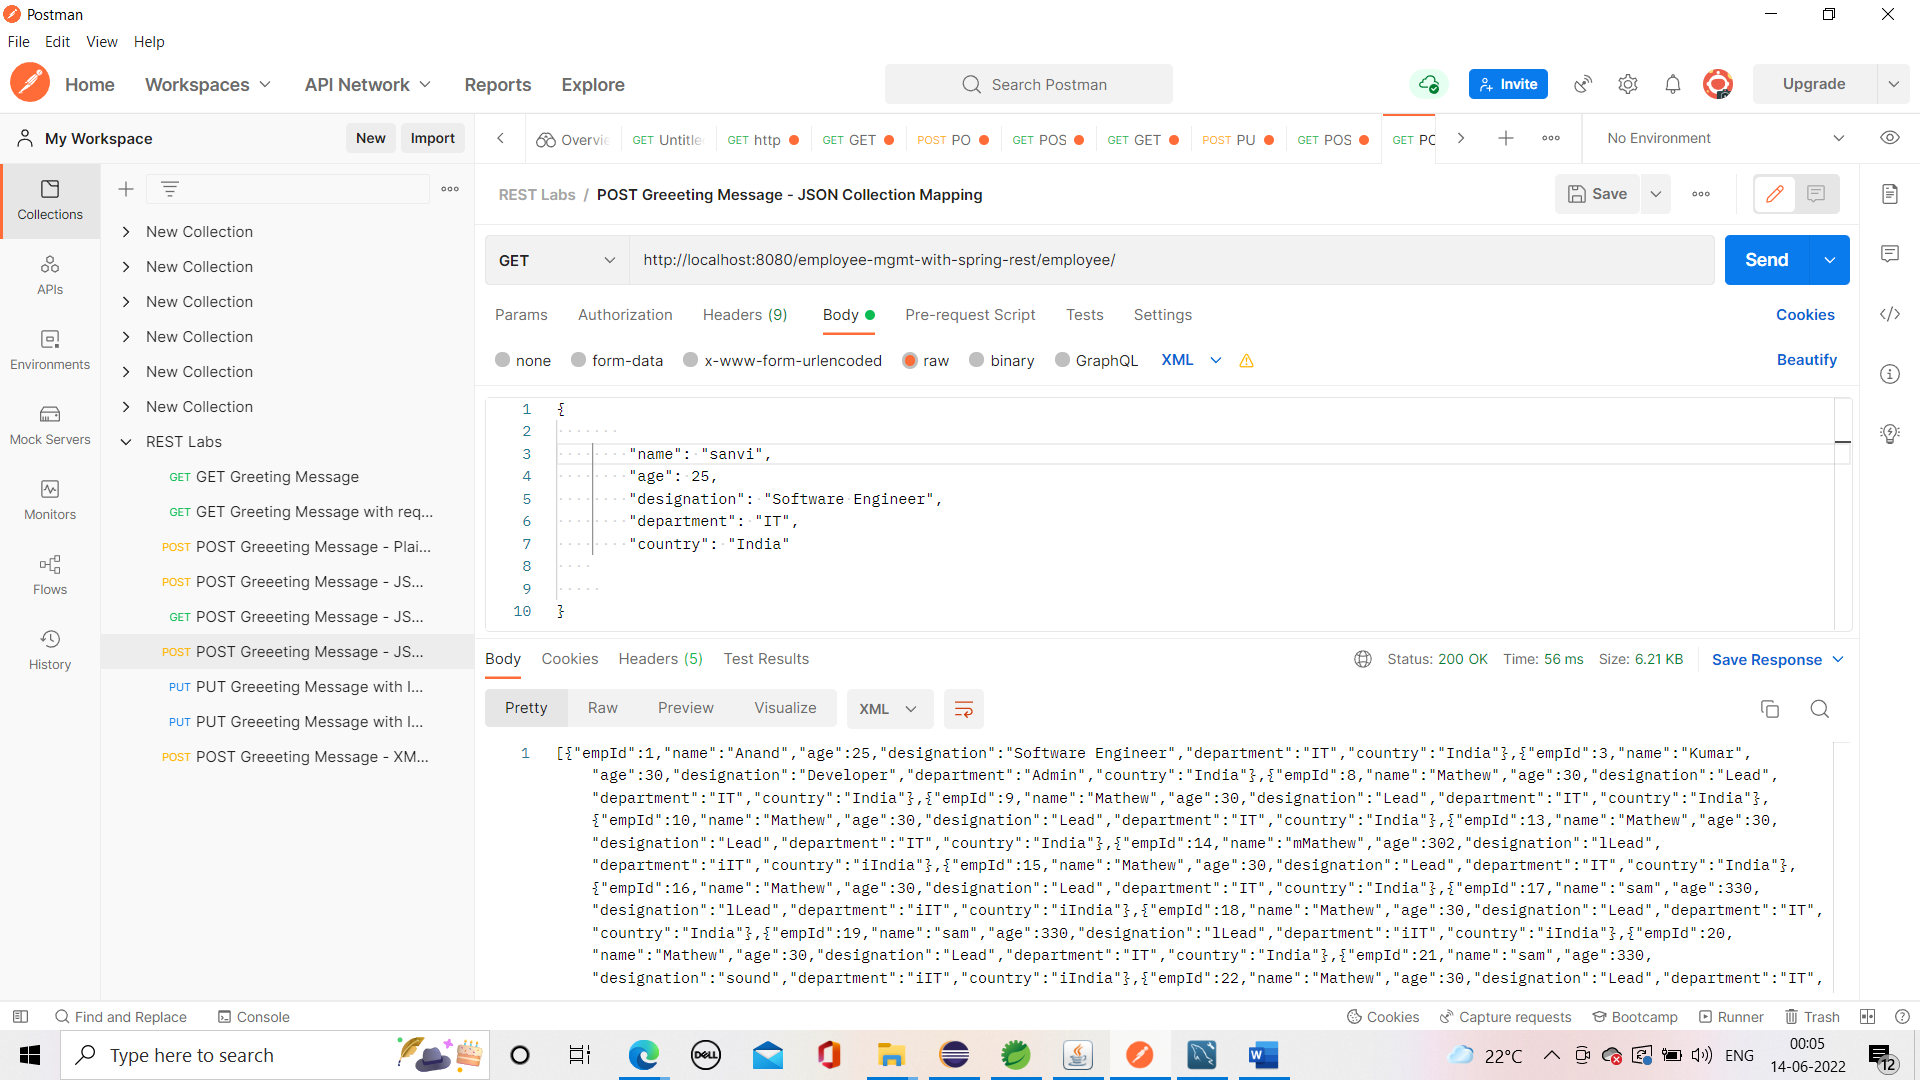 Postman
File Edit View Help
Home Workspaces API Network Reports Explore Search Postman Invite Upgrade
My Workspace New Import Overvie GET Untitle GET http GET GET POST PO GET POS GET GET POST PU GET POS GET PO No Environment
REST Labs / POST Greeeting Message - JSON Collection Mapping Save
Collections
APIs
Environments
Mock Servers
Monitors
Flows
History
New Collection
New Collection
New Collection
New Collection
New Collection
New Collection
REST Labs
GET GET Greeting Message
GET GET Greeting Message with req...
POST POST Greeeting Message - Plai...
POST POST Greeeting Message - JS...
GET POST Greeeting Message - JS...
POST POST Greeeting Message - JS...
PUT PUT Greeeting Message with I...
PUT PUT Greeeting Message with I...
POST POST Greeeting Message - XM...
GET http://localhost:8080/employee-mgmt-with-spring-rest/employee/ Send
Params Authorization Headers (9) Body Pre-request Script Tests Settings Cookies
none form-data x-www-form-urlencoded raw binary GraphQL XML Beautify
1 {
2
3 "name": "sanvi",
4 "age": 25,
5 "designation": "Software Engineer",
6 "department": "IT",
7 "country": "India"
8
9
10 }
Body Cookies Headers (5) Test Results Status: 200 OK Time: 56 ms Size: 6.21 KB Save Response
Pretty Raw Preview Visualize XML
1 [{"empId":1,"name":"Anand","age":25,"designation":"Software Engineer","department":"IT","country":"India"},{"empId":3,"name":"Kumar",
"age":30,"designation":"Developer","department":"Admin","country":"India"},{"empId":8,"name":"Mathew","age":30,"designation":"Lead",
"department":"IT","country":"India"},{"empId":9,"name":"Mathew","age":30,"designation":"Lead","department":"IT","country":"India"},
{"empId":10,"name":"Mathew","age":30,"designation":"Lead","department":"IT","country":"India"},{"empId":13,"name":"Mathew","age":30,
"designation":"Lead","department":"IT","country":"India"},{"empId":14,"name":"mMathew","age":302,"designation":"lLead",
"department":"iIT","country":"iIndia"},{"empId":15,"name":"Mathew","age":30,"designation":"Lead","department":"IT","country":"India"},
{"empId":16,"name":"Mathew","age":30,"designation":"Lead","department":"IT","country":"India"},{"empId":17,"name":"sam","age":330,
"designation":"lLead","department":"iIT","country":"iIndia"},{"empId":18,"name":"Mathew","age":30,"designation":"Lead","department":"IT",
"country":"India"},{"empId":19,"name":"sam","age":330,"designation":"lLead","department":"iIT","country":"iIndia"},{"empId":20,
"name":"Mathew","age":30,"designation":"Lead","department":"IT","country":"India"},{"empId":21,"name":"sam","age":330,
"designation":"sound","department":"iIT","country":"iIndia"},{"empId":22,"name":"Mathew","age":30,"designation":"Lead","department":"IT",
Find and Replace Console Cookies Capture requests Bootcamp Runner Trash
Type here to search DELL 22°C ENG 00:05
14-06-2022 12